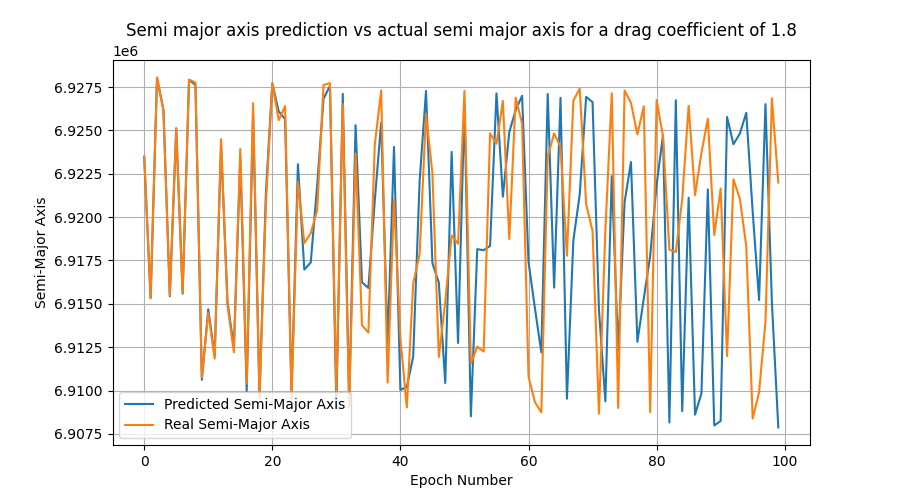 Semi major axis prediction vs actual semi major axis for a drag coefficient of 1.8
1e6
6.9275
6.9250
6.9225
6.9200
6.9175
6.9150
6.9125
6.9100
6.9075
Semi-Major Axis
Predicted Semi-Major Axis
Real Semi-Major Axis
0 20 40 60 80 100
Epoch Number